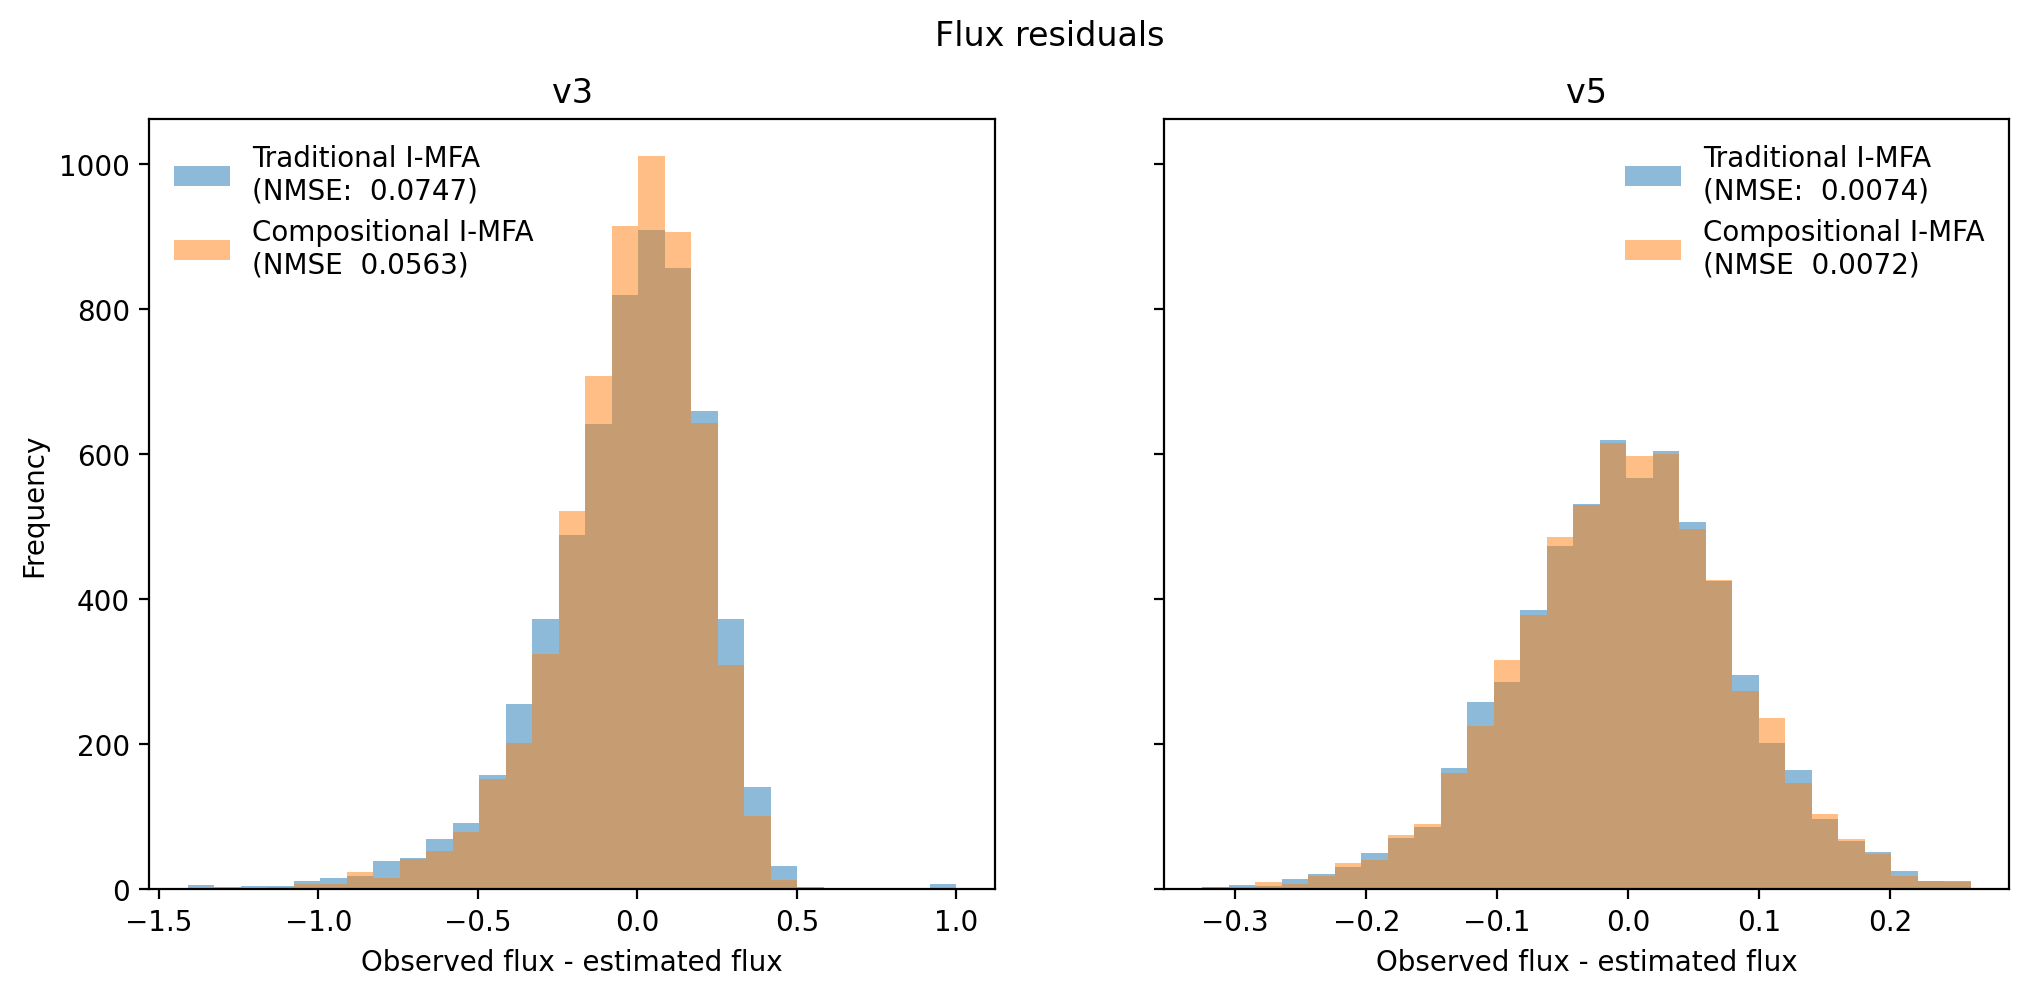 Flux residuals
v3
Traditional I-MFA
(NMSE:  0.0747)
Compositional I-MFA
(NMSE  0.0563)
Frequency
1000
800
600
400
200
0
−1.5
−1.0
−0.5
0.0
0.5
1.0
Observed flux - estimated flux
v5
Traditional I-MFA
(NMSE:  0.0074)
Compositional I-MFA
(NMSE  0.0072)
−0.3
−0.2
−0.1
0.0
0.1
0.2
Observed flux - estimated flux